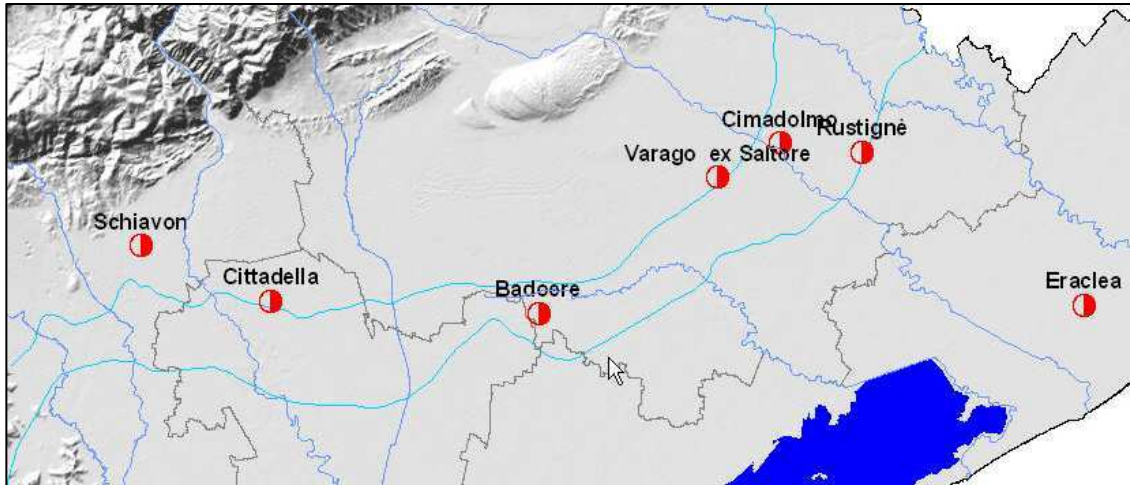 Cimadolmo
Rustignè
Varago ex Saltore
Schiavon
Cittadella
Badoere
Eraclea